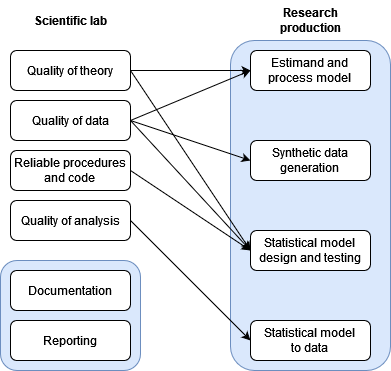 Scientific lab
Quality of theory
Quality of data
Reliable procedures
and code
Quality of analysis
Documentation
Reporting
Research
production
Estimand and
process model
Synthetic data
generation
Statistical model
design and testing
Statistical model
to data